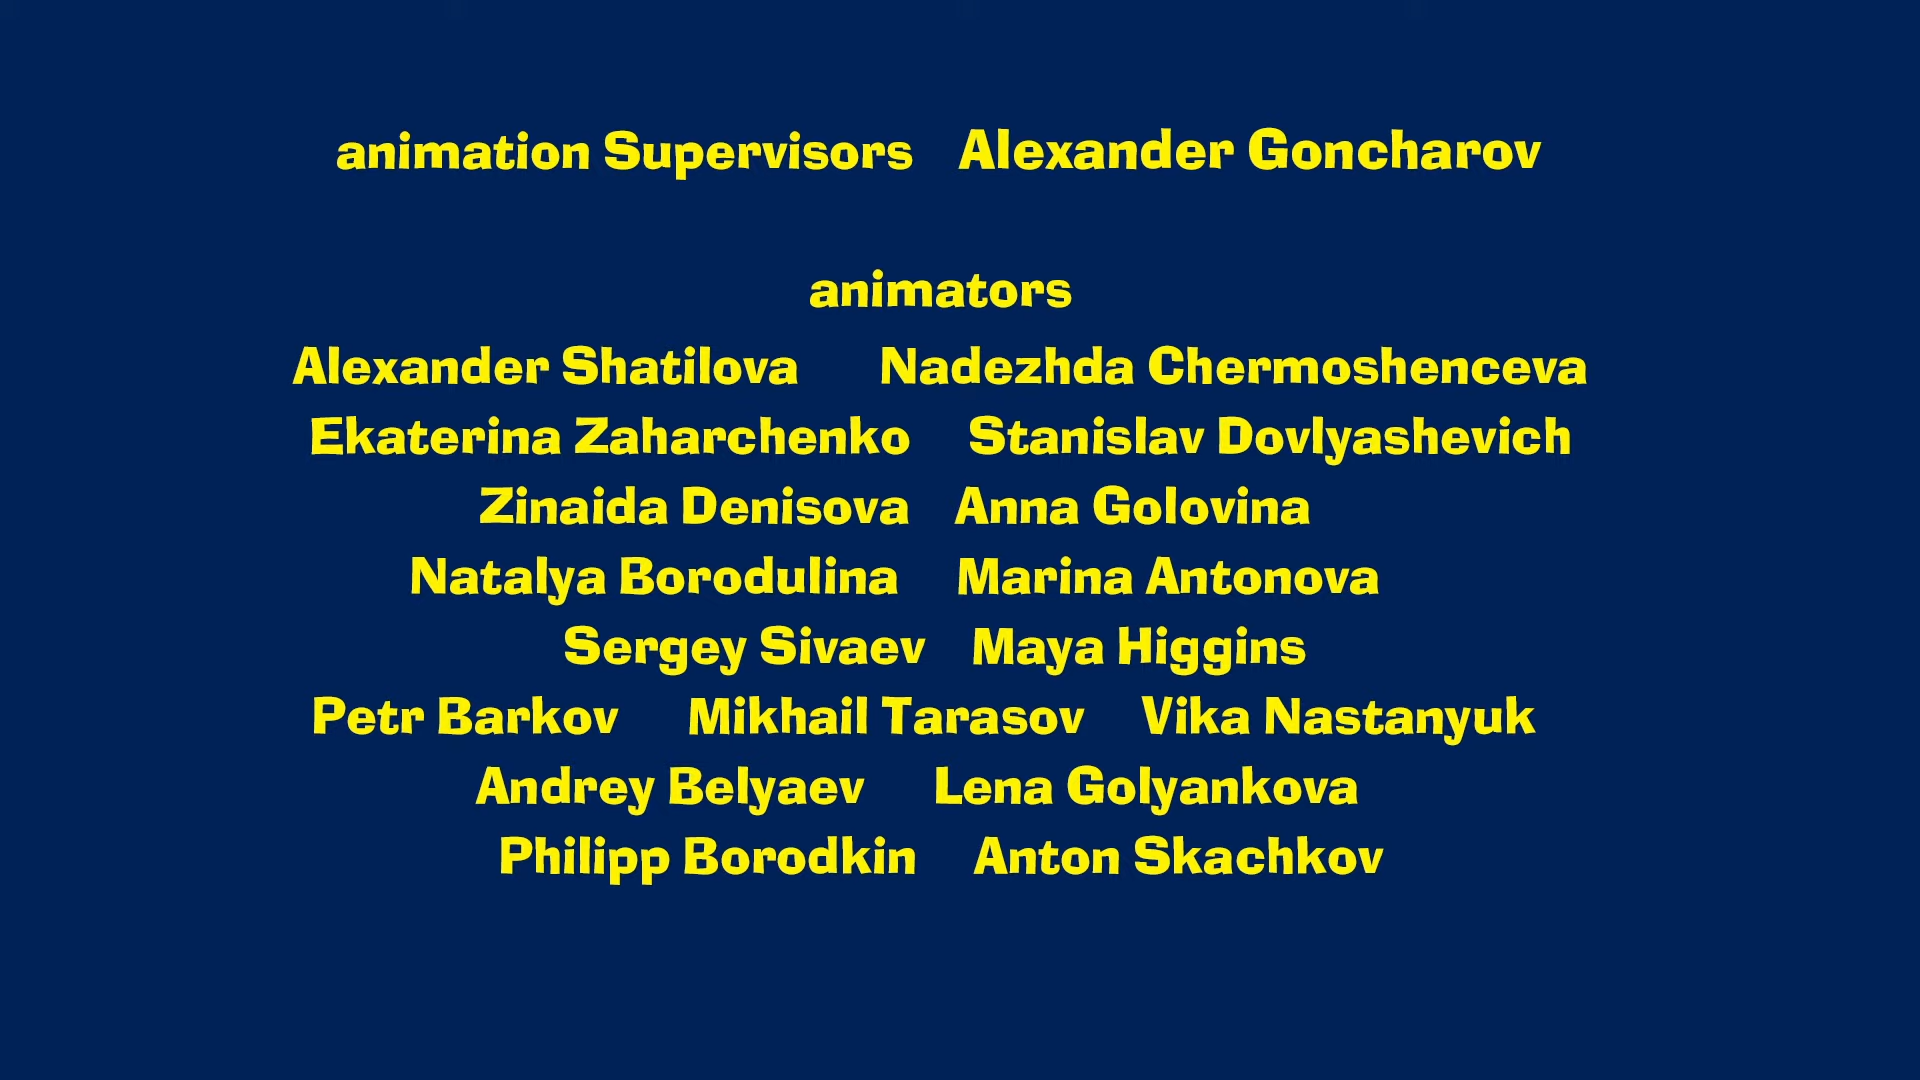 animation Supervisors Alexander Goncharov
animators
Alexander Shatilova Nadezhda Chermoshenceva
Ekaterina Zaharchenko Stanislav Dovlyashevich
Zinaida Denisova Anna Golovina
Natalya Borodulina Marina Antonova
Sergey Sivaev Maya Higgins
Petr Barkov Mikhail Tarasov Vika Nastanyuk
Andrey Belyaev Lena Golyankova
Philipp Borodkin Anton Skachkov